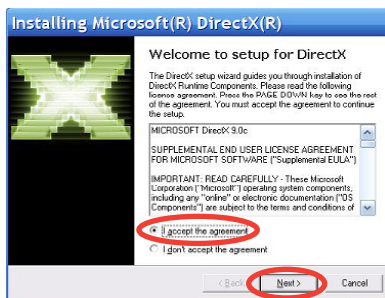 Installing Microsoft(R) DirectX(R)
Welcome to setup for DirectX
The DirectX setup wizard guides you through installation of
DirectX Runtime Components. Please read the following
license agreement. Press the PAGE DOWN key to see the rest
of the agreement. You must accept the agreement to continue
the setup.
MICROSOFT DirectX 9.0c
SUPPLEMENTAL END USER LICENSE AGREEMENT
FOR MICROSOFT SOFTWARE ("Supplemental EULA")
IMPORTANT: READ CAREFULLY - These Microsoft
Corporation ("Microsoft") operating system components,
including any "online" or electronic documentation ("OS
Components") are subject to the terms and conditions of
I accept the agreement
I don't accept the agreement
< Back
Next >
Cancel